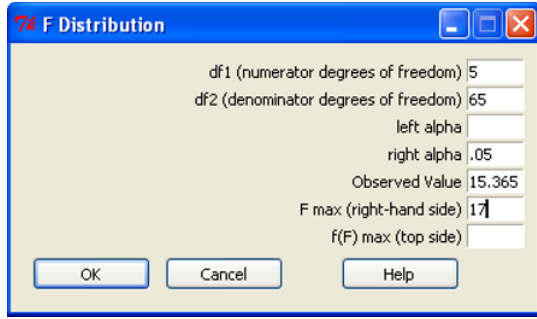 7% F Distribution
df1 (numerator degrees of freedom) 5
df2 (denominator degrees of freedom) 65
left alpha
right alpha .05
Observed Value 15.365
F max (right-hand side) 17
f(F) max (top side)
OK Cancel Help